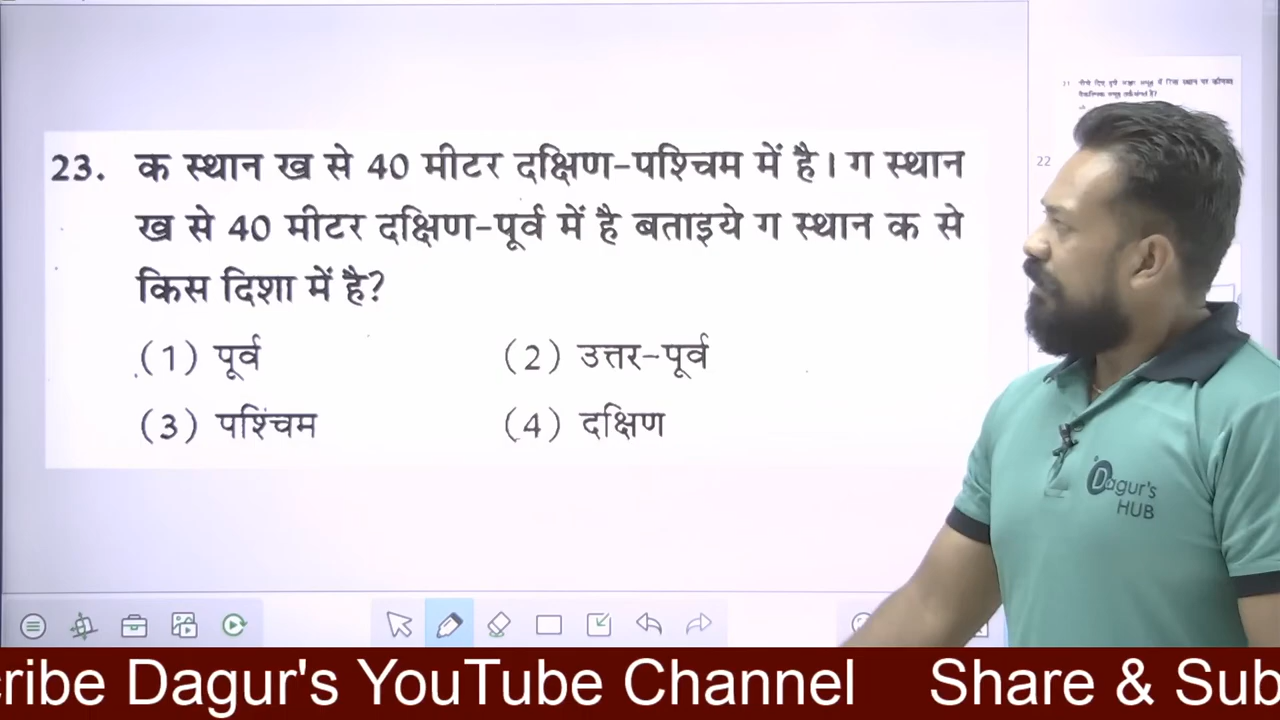 23. क स्थान ख से 40 मीटर दक्षिण-पश्चिम में है। ग स्थान
ख से 40 मीटर दक्षिण-पूर्व में है बताइये ग स्थान क से
किस दिशा में है?
(1) पूर्व (2) उत्तर-पूर्व
(3) पश्चिम (4) दक्षिण
22
Dagur's
HUB
cribe Dagur's YouTube Channel Share & Sub